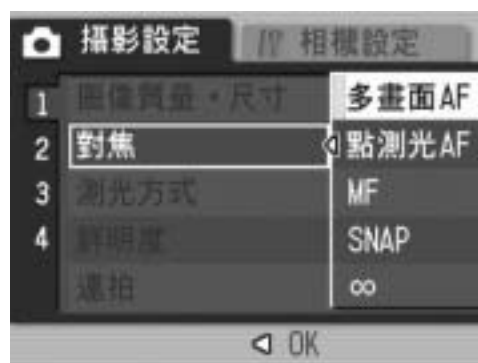 攝影設定 相機設定
1 圖像質量・尺寸 多畫面AF
2 對焦 點測光AF
3 測光方式 MF
4 鮮明度 SNAP
連拍 ∞
OK